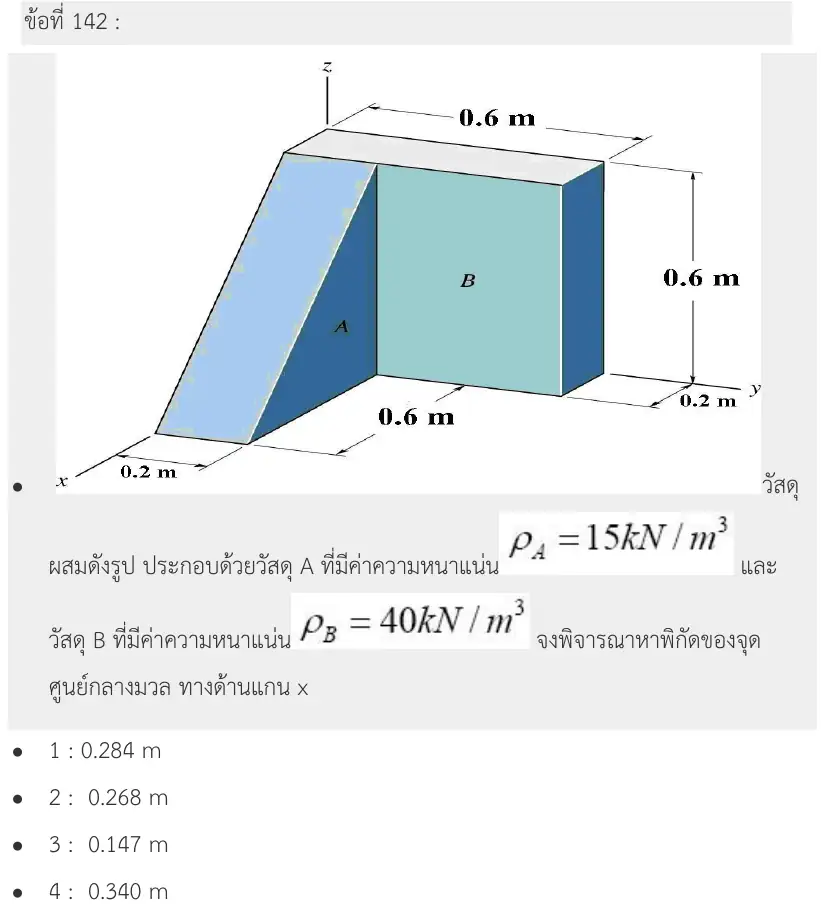 ข้อที่ 142 :
z
0.6 m
B
0.6 m
A
y
0.2 m
0.6 m
0.2 m
x
วัสดุ
ผสมดังรูป ประกอบด้วยวัสดุ A ที่มีค่าความหนาแน่น ρA = 15kN / m³ และ
วัสดุ B ที่มีค่าความหนาแน่น ρB = 40kN / m³ จงพิจารณาหาพิกัดของจุด
ศูนย์กลางมวล ทางด้านแกน x
• 1 : 0.284 m
• 2 : 0.268 m
• 3 : 0.147 m
• 4 : 0.340 m